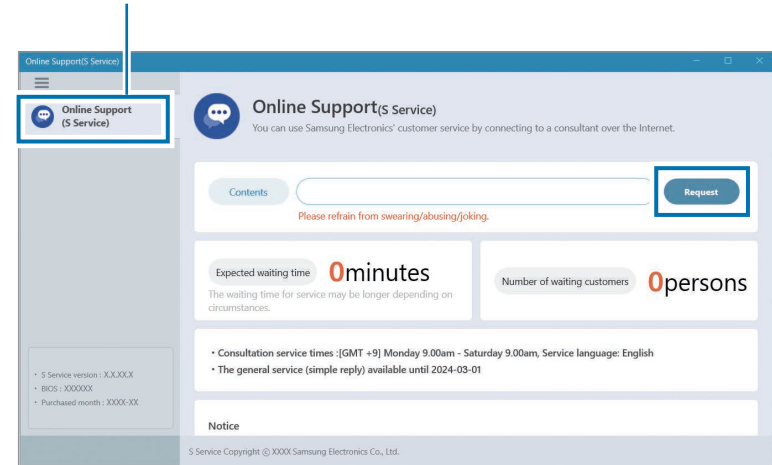 Online Support(S Service)
Online Support
(S Service)
Online Support(S Service)
You can use Samsung Electronics' customer service by connecting to a consultant over the Internet.
Contents
Request
Please refrain from swearing/abusing/joking.
Expected waiting time 0minutes
The waiting time for service may be longer depending on
circumstances.
Number of waiting customers 0persons
• Consultation service times :[GMT +9] Monday 9.00am - Saturday 9.00am, Service language: English
• The general service (simple reply) available until 2024-03-01
• S Service version : X.X.XX.X
• BIOS : XXXXXX
• Purchased month : XXXX-XX
Notice
S Service Copyright ⓒ XXXX Samsung Electronics Co., Ltd.